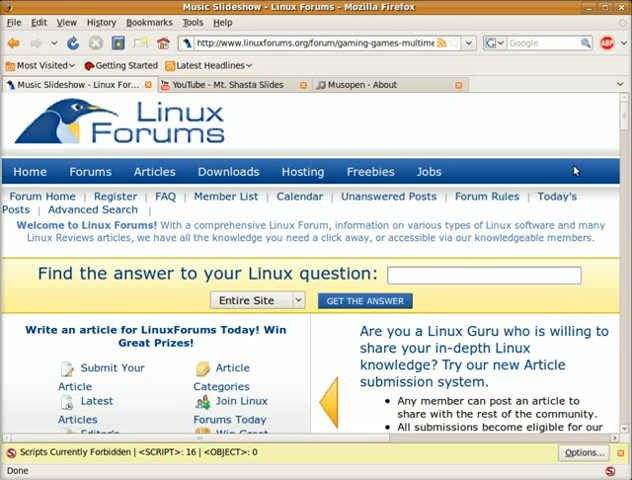 Music Slideshow - Linux Forums - Mozilla Firefox
File Edit View History Bookmarks Tools Help
http://www.linuxforums.org/forum/gaming-games-multime
Google
ABP
Most Visited Getting Started Latest Headlines
Music Slideshow - Linux For... YouTube - Mt. Shasta Slides Musopen - About
Linux
Forums
Home Forums Articles Downloads Hosting Freebies Jobs
Forum Home | Register | FAQ | Member List | Calendar | Unanswered Posts | Forum Rules | Today's
Posts | Advanced Search |
Welcome to Linux Forums! With a comprehensive Linux Forum, information on various types of Linux software and many
Linux Reviews articles, we have all the knowledge you need a click away, or accessible via our knowledgeable members.
Find the answer to your Linux question:
Entire Site GET THE ANSWER
Write an article for LinuxForums Today! Win
Great Prizes!
Submit Your
Article
Latest
Articles
Editor's
Article
Categories
Join Linux
Forums Today
Win Great
Are you a Linux Guru who is willing to
share your in-depth Linux
knowledge? Try our new Article
submission system.
• Any member can post an article to
share with the rest of the community.
• All submissions become eligible for our
Scripts Currently Forbidden | <SCRIPT>: 16 | <OBJECT>: 0
Options...
Done